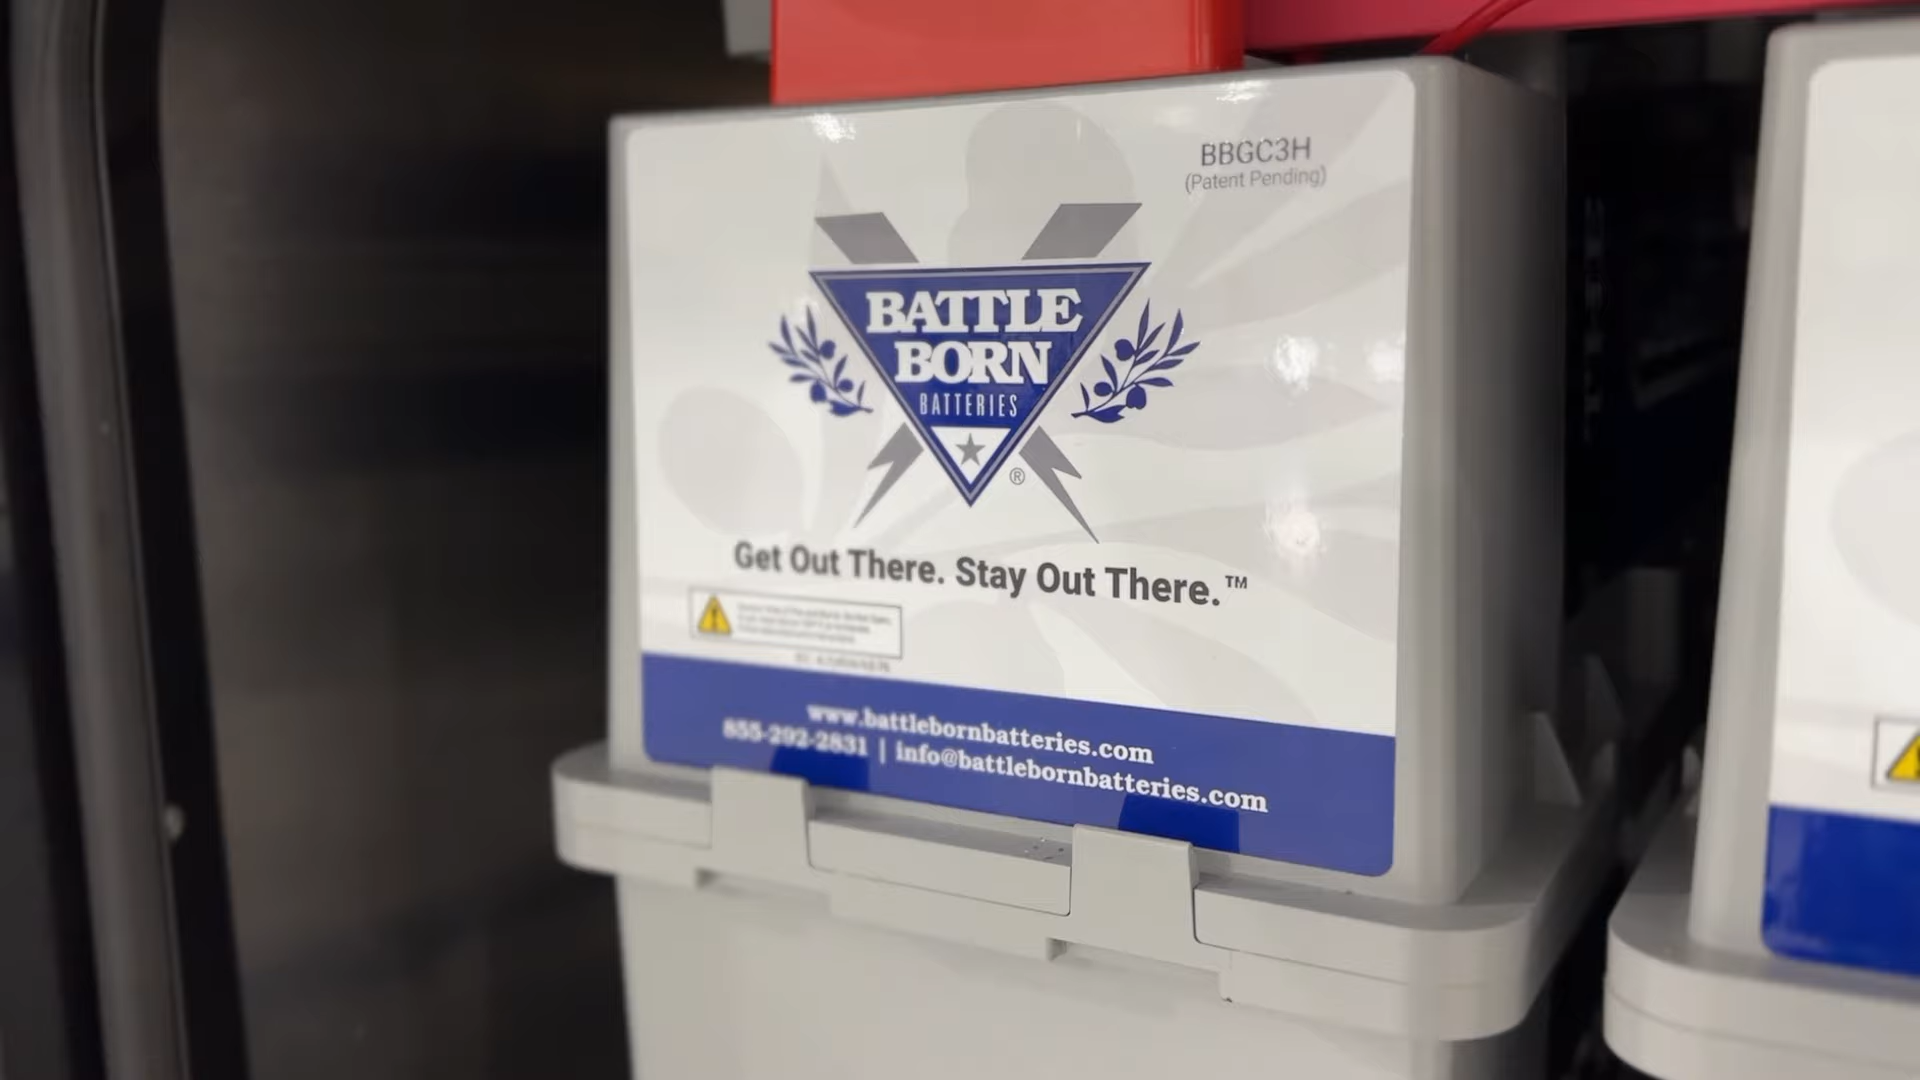 BBGC3H
(Patent Pending)
BATTLE
BORN
BATTERIES
®
Get Out There. Stay Out There.™
www.battlebornbatteries.com
855-292-2831 | info@battlebornbatteries.com